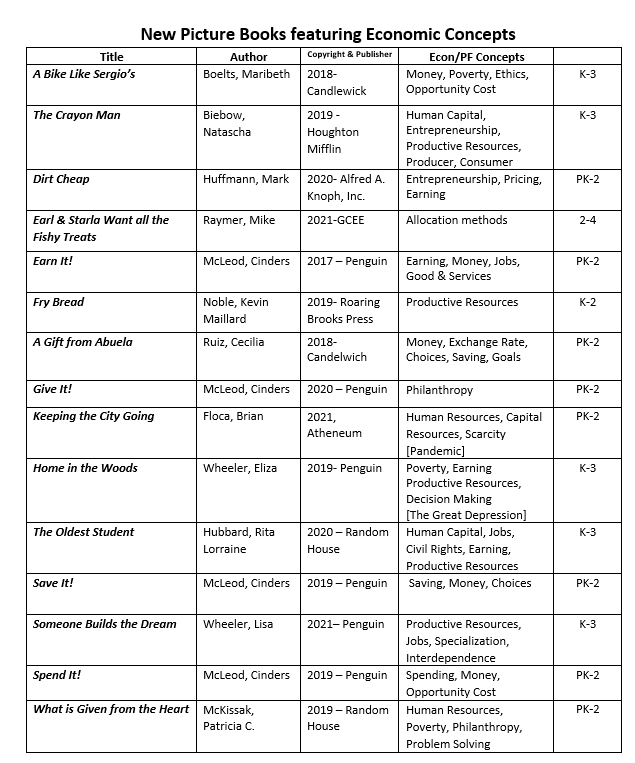 New Picture Books featuring Economic Concepts
Title Author Copyright & Publisher Econ/PF Concepts
A Bike Like Sergio's Boelts, Maribeth 2018- Money, Poverty, Ethics, K-3
Candlewick Opportunity Cost
The Crayon Man Biebow, 2019 - Human Capital, K-3
Natascha Houghton Entrepreneurship,
Mifflin Productive Resources,
Producer, Consumer
Dirt Cheap Huffmann, Mark 2020- Alfred A. Entrepreneurship, Pricing, PK-2
Knoph, Inc. Earning
Earl & Starla Want all the Raymer, Mike 2021-GCEE Allocation methods 2-4
Fishy Treats
Earn It! McLeod, Cinders 2017 – Penguin Earning, Money, Jobs, PK-2
Good & Services
Fry Bread Noble, Kevin 2019- Roaring Productive Resources K-2
Maillard Brooks Press
A Gift from Abuela Ruiz, Cecilia 2018- Money, Exchange Rate, PK-2
Candelwich Choices, Saving, Goals
Give It! McLeod, Cinders 2020 – Penguin Philanthropy PK-2
Keeping the City Going Floca, Brian 2021, Human Resources, Capital PK-2
Atheneum Resources, Scarcity
[Pandemic]
Home in the Woods Wheeler, Eliza 2019- Penguin Poverty, Earning K-3
Productive Resources,
Decision Making
[The Great Depression]
The Oldest Student Hubbard, Rita 2020 – Random Human Capital, Jobs, K-3
Lorraine House Civil Rights, Earning,
Productive Resources
Save It! McLeod, Cinders 2019 – Penguin Saving, Money, Choices PK-2
Someone Builds the Dream Wheeler, Lisa 2021– Penguin Productive Resources, K-3
Jobs, Specialization,
Interdependence
Spend It! McLeod, Cinders 2019 – Penguin Spending, Money, PK-2
Opportunity Cost
What is Given from the Heart McKissak, 2019 – Random Human Resources, PK-2
Patricia C. House Poverty, Philanthropy,
Problem Solving